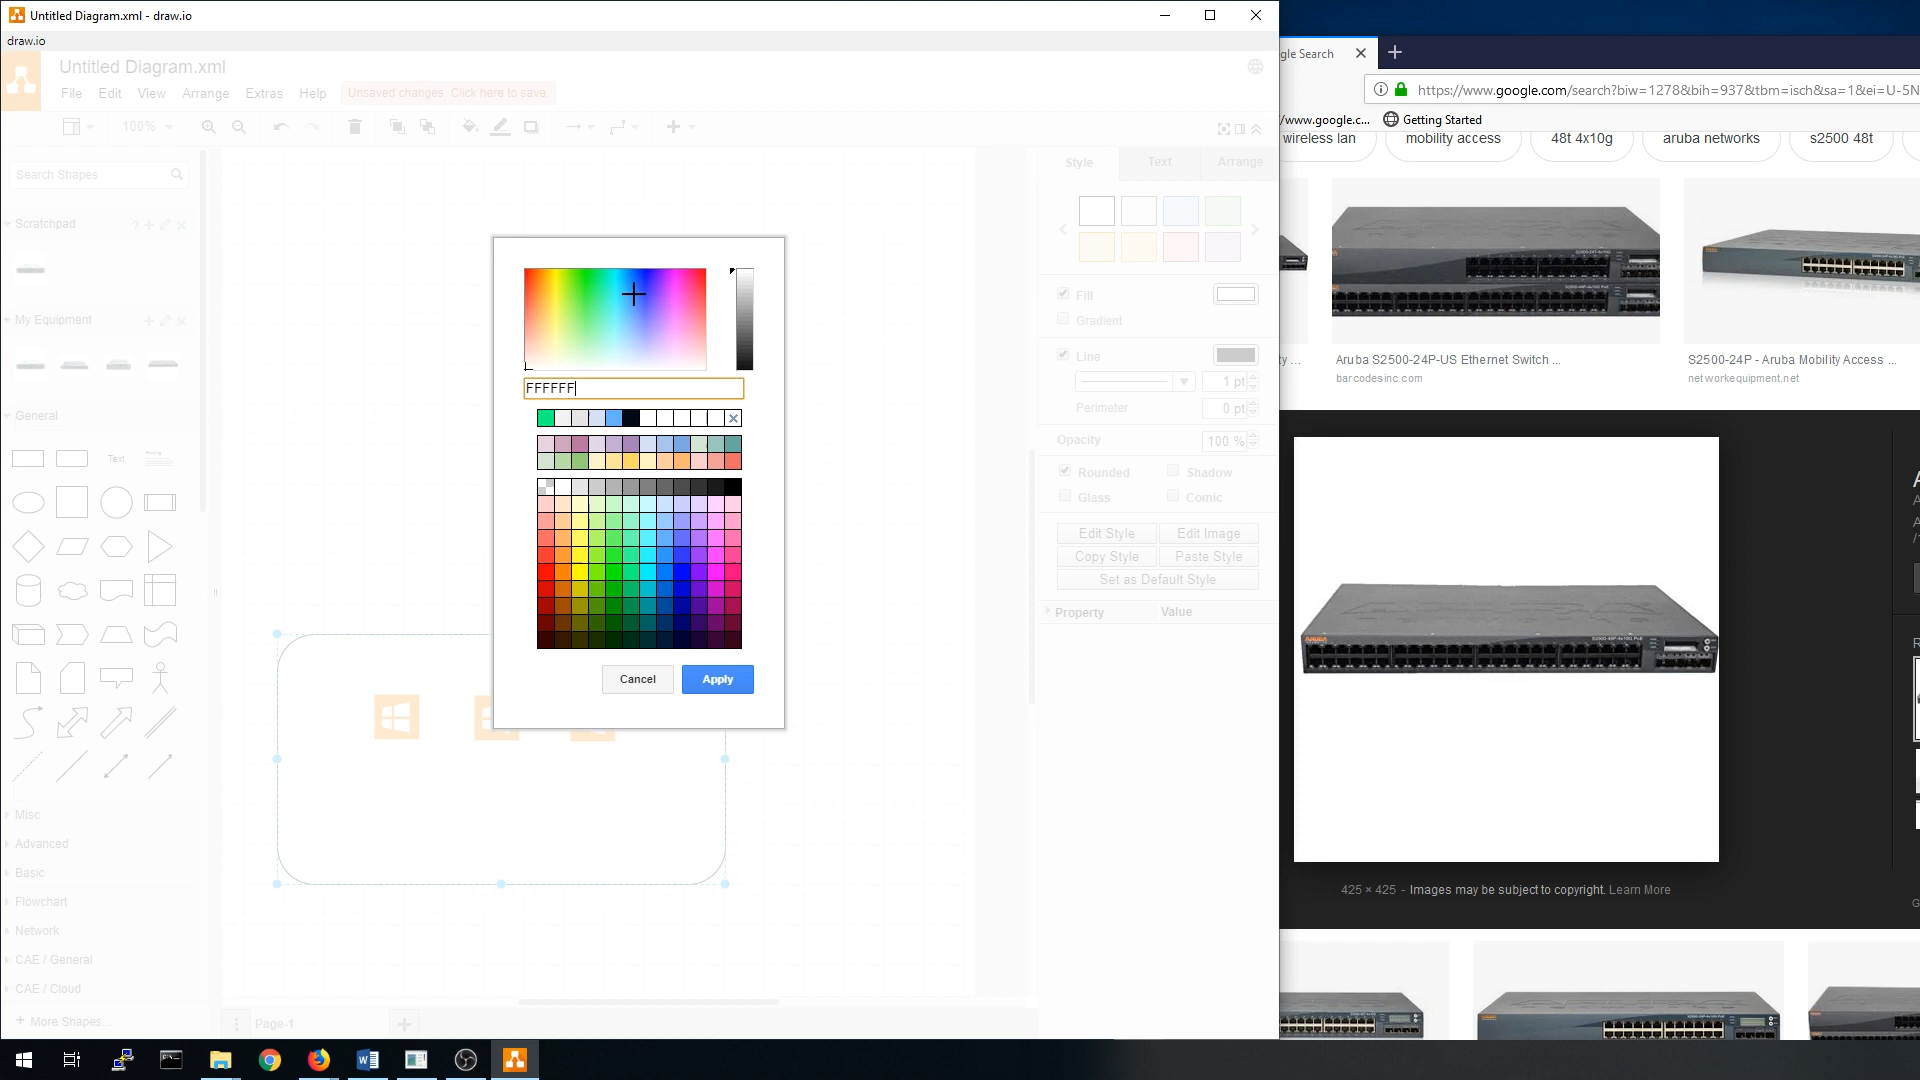 Untitled Diagram.xml - draw.io
draw.io
Untitled Diagram.xml
File Edit View Arrange Extras Help
Unsaved changes. Click here to save.
100%
Search Shapes
Scratchpad
?
My Equipment
General
Text
Misc
Advanced
Basic
Flowchart
Network
CAE / General
CAE / Cloud
+ More Shapes...
Page-1
FFFFFF
Cancel
Apply
Style
Text
Arrange
Fill
Gradient
Line
1 pt
Perimeter
0 pt
Opacity
100 %
Rounded
Shadow
Glass
Comic
Edit Style
Edit Image
Copy Style
Paste Style
Set as Default Style
Property
Value
gle Search
https://www.google.com/search?biw=1278&bih=937&tbm=isch&sa=1&ei=U-5N
/www.google.c...
Getting Started
wireless lan
mobility access
48t 4x10g
aruba networks
s2500 48t
ty ...
Aruba S2500-24P-US Ethernet Switch ...
barcodesinc.com
S2500-24P - Aruba Mobility Access ...
networkequipment.net
S2500-48P-4x10G PoE
425 × 425 - Images may be subject to copyright. Learn More